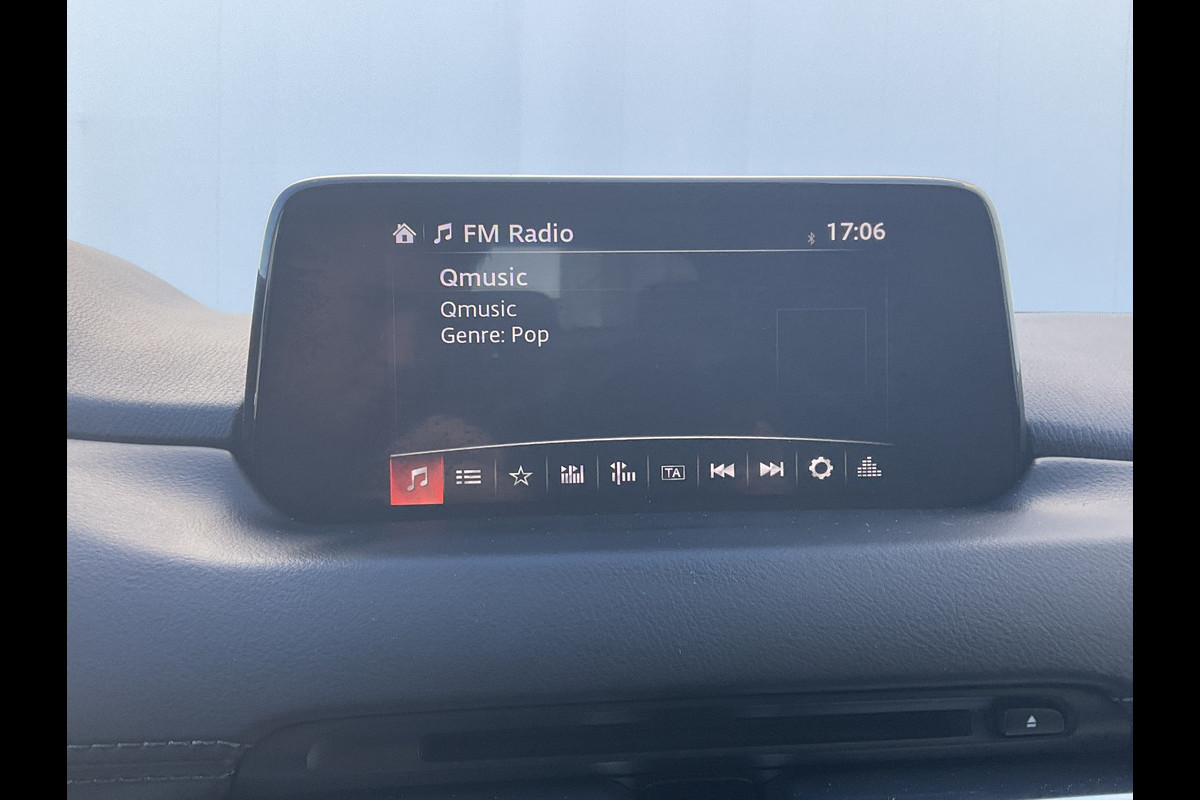 FM Radio 17:06
Qmusic
Qmusic
Genre: Pop
TA